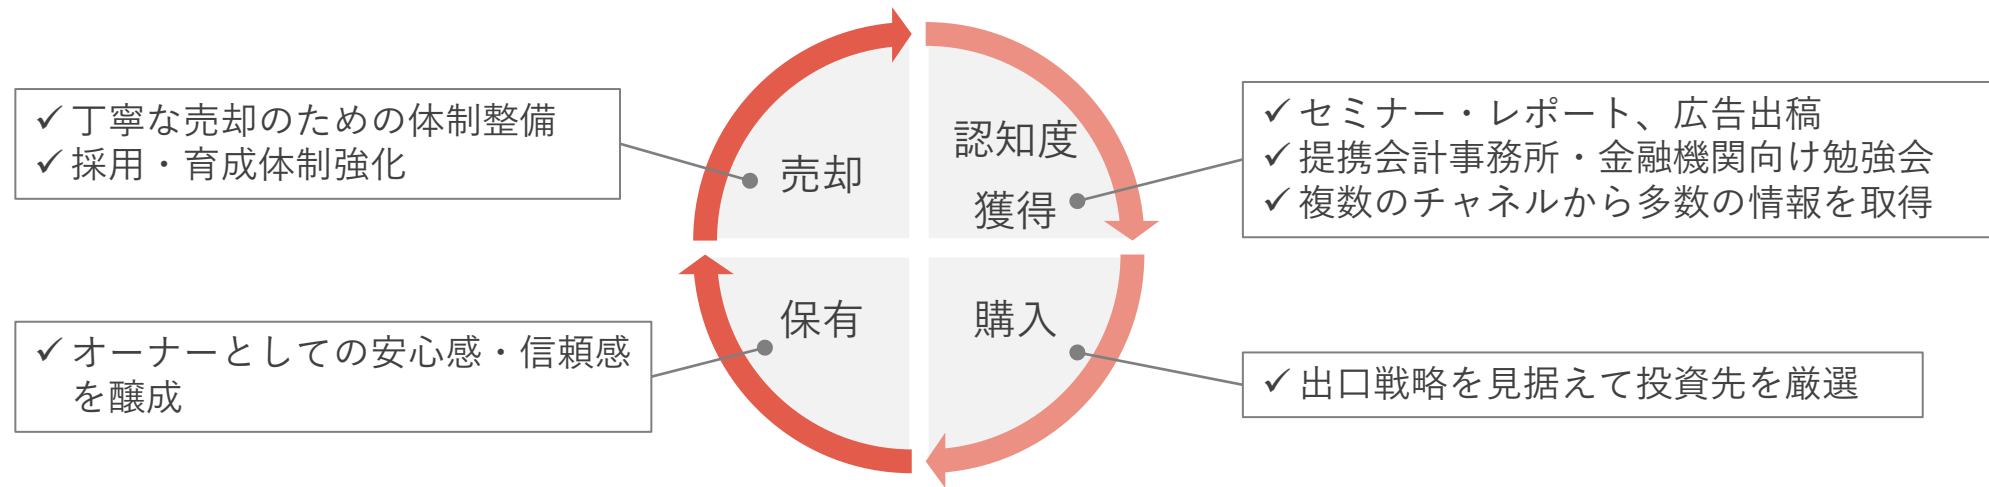 ✓丁寧な売却のための体制整備
✓採用・育成体制強化
売却
認知度
獲得
✓セミナー・レポート、広告出稿
✓提携会計事務所・金融機関向け勉強会
✓複数のチャネルから多数の情報を取得
✓オーナーとしての安心感・信頼感
を醸成
保有
購入
✓出口戦略を見据えて投資先を厳選